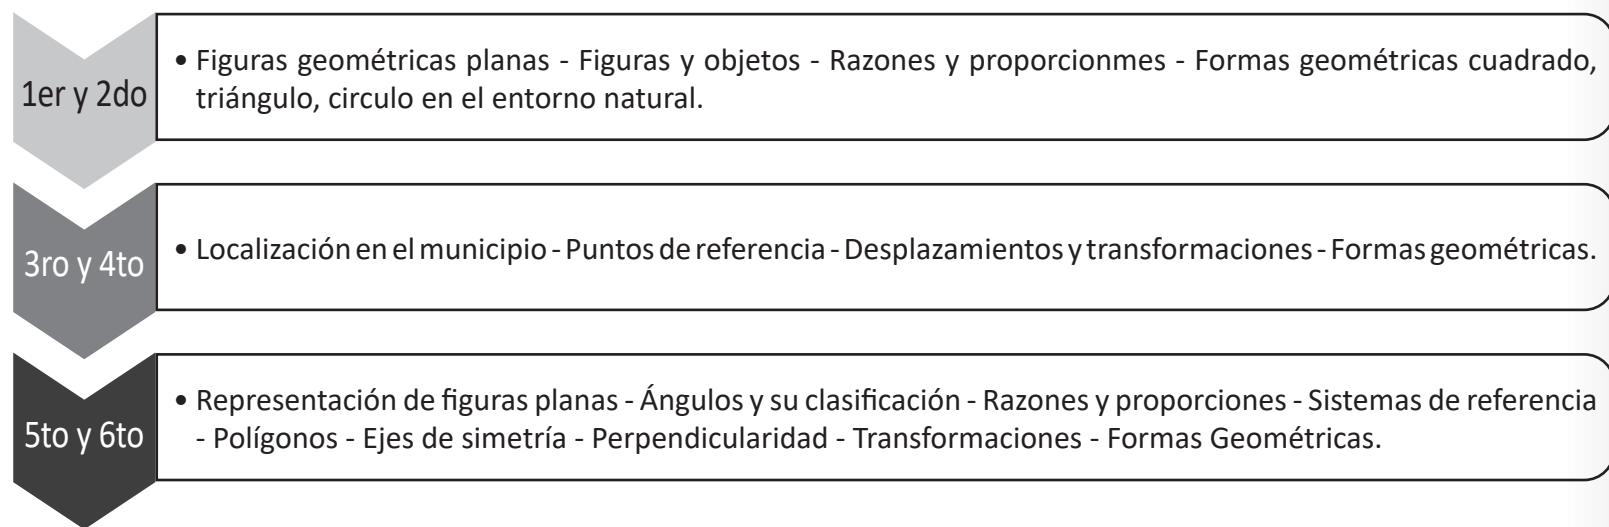 1er y 2do
• Figuras geométricas planas - Figuras y objetos - Razones y proporcionmes - Formas geométricas cuadrado,
triángulo, circulo en el entorno natural.
3ro y 4to
• Localización en el municipio - Puntos de referencia - Desplazamientos y transformaciones - Formas geométricas.
5to y 6to
• Representación de figuras planas - Ángulos y su clasificación - Razones y proporciones - Sistemas de referencia
- Polígonos - Ejes de simetría - Perpendicularidad - Transformaciones - Formas Geométricas.